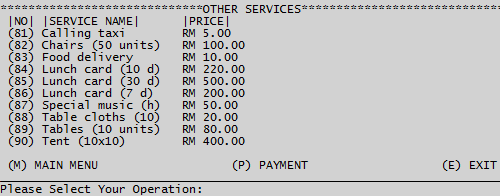 *****************************OTHER SERVICES*****************************
|NO| |SERVICE NAME| |PRICE|
(81) Calling taxi RM 5.00
(82) Chairs (50 units) RM 100.00
(83) Food delivery RM 10.00
(84) Lunch card (10 d) RM 220.00
(85) Lunch card (30 d) RM 500.00
(86) Lunch card (7 d) RM 200.00
(87) Special music (h) RM 50.00
(88) Table cloths (10) RM 20.00
(89) Tables (10 units) RM 80.00
(90) Tent (10x10) RM 400.00
(M) MAIN MENU (P) PAYMENT (E) EXIT
Please Select Your Operation: